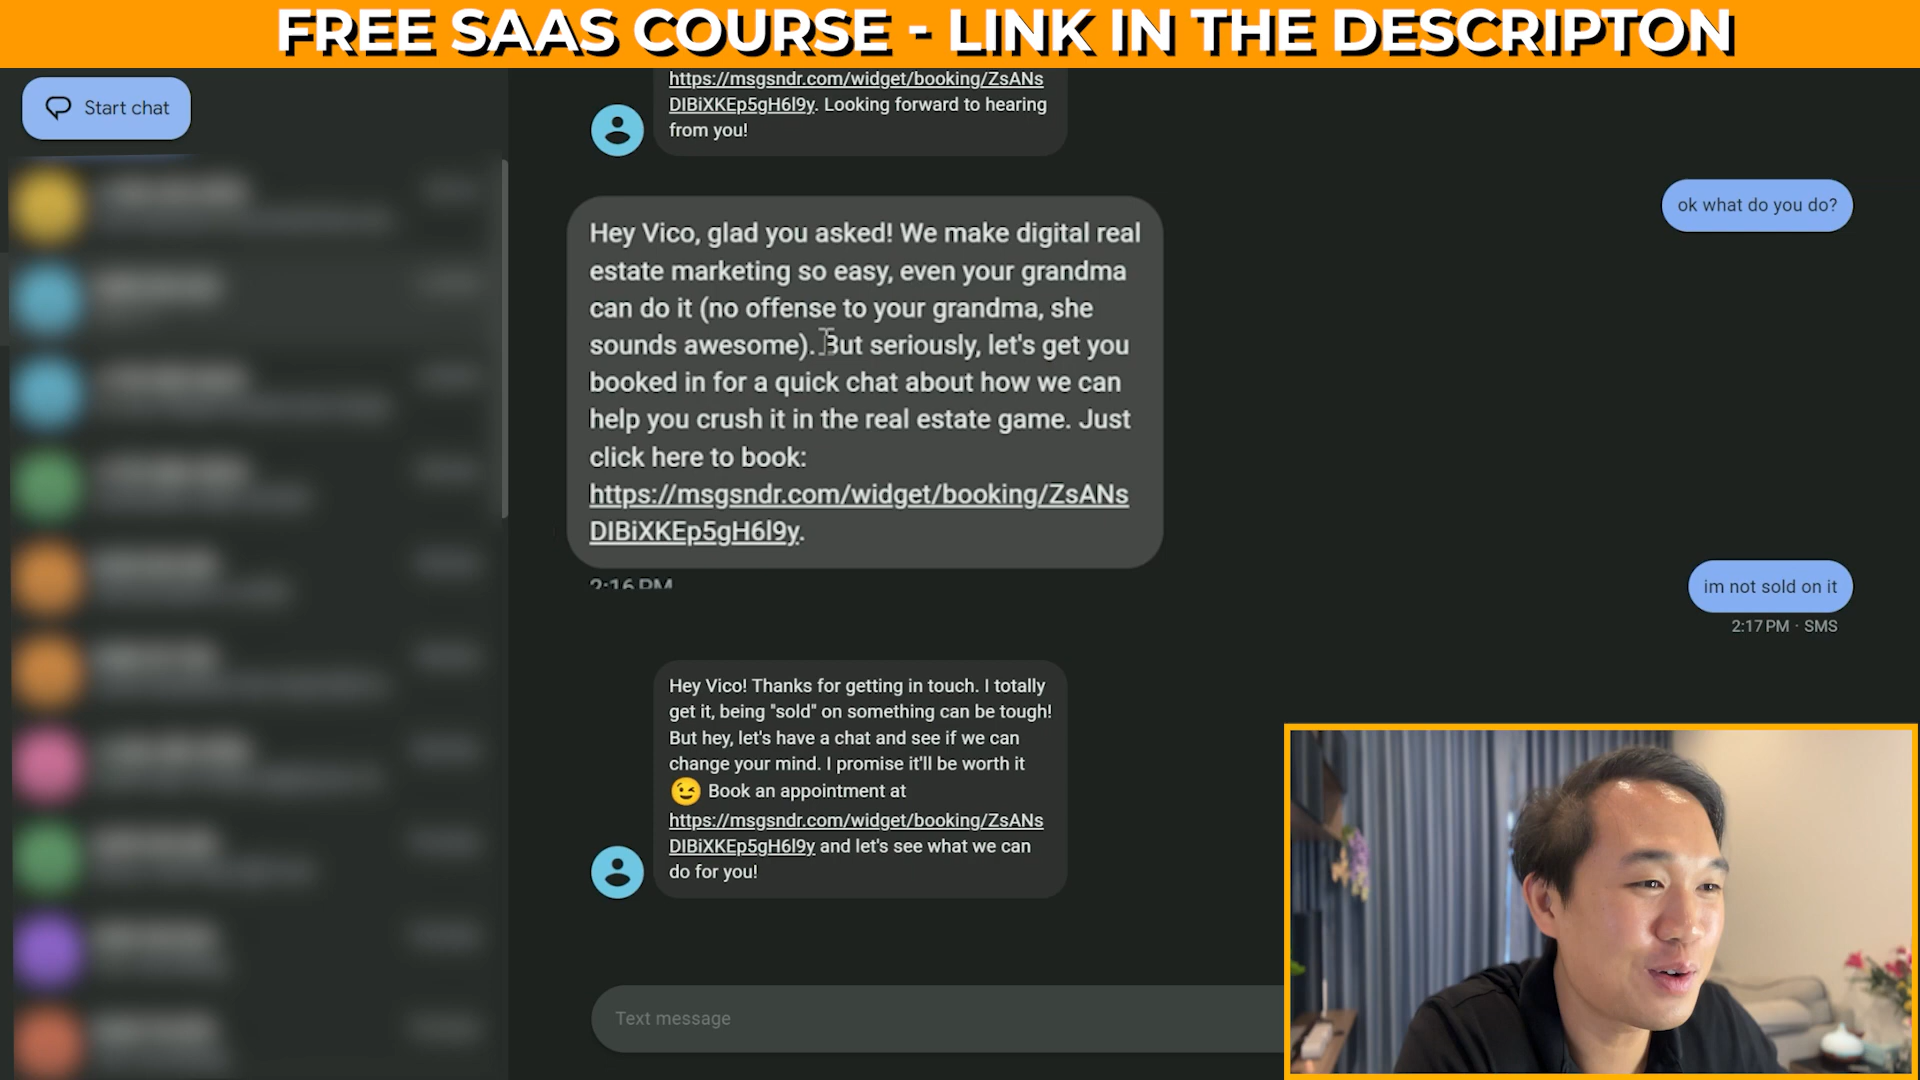 FREE SAAS COURSE - LINK IN THE DESCRIPTON
Start chat
https://msgsndr.com/widget/booking/ZsANs
DIBiXKEp5gH6l9y. Looking forward to hearing
from you!
ok what do you do?
Hey Vico, glad you asked! We make digital real
estate marketing so easy, even your grandma
can do it (no offense to your grandma, she
sounds awesome). But seriously, let's get you
booked in for a quick chat about how we can
help you crush it in the real estate game. Just
click here to book:
https://msgsndr.com/widget/booking/ZsANs
DIBiXKEp5gH6l9y.
2:16 PM
im not sold on it
2:17 PM · SMS
Hey Vico! Thanks for getting in touch. I totally
get it, being "sold" on something can be tough!
But hey, let's have a chat and see if we can
change your mind. I promise it'll be worth it
😉 Book an appointment at
https://msgsndr.com/widget/booking/ZsANs
DIBiXKEp5gH6l9y and let's see what we can
do for you!
Text message